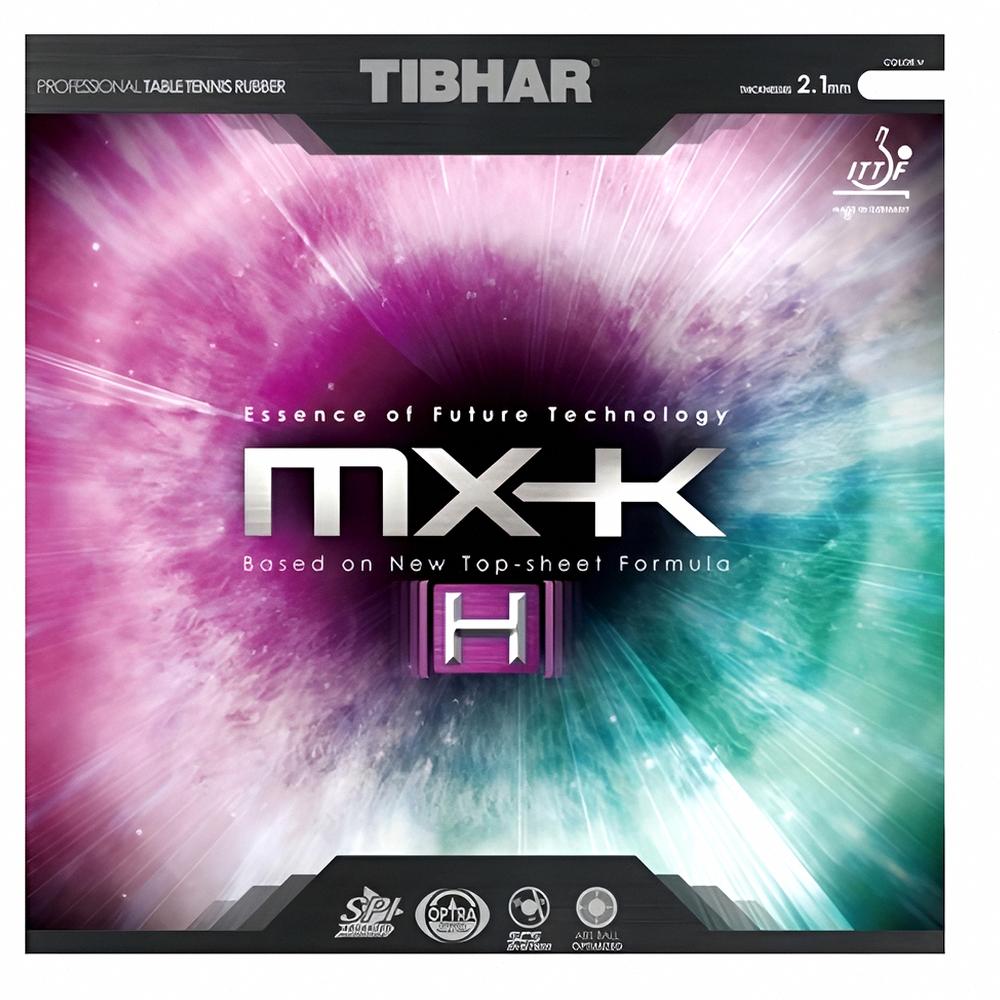 PROFESSIONAL TABLE TENNIS RUBBER
TIBHAR
2.1mm
ITTF
Essence of Future Technology
mx-K
Based on New Top-sheet Formula
H
SPI
OPTRA